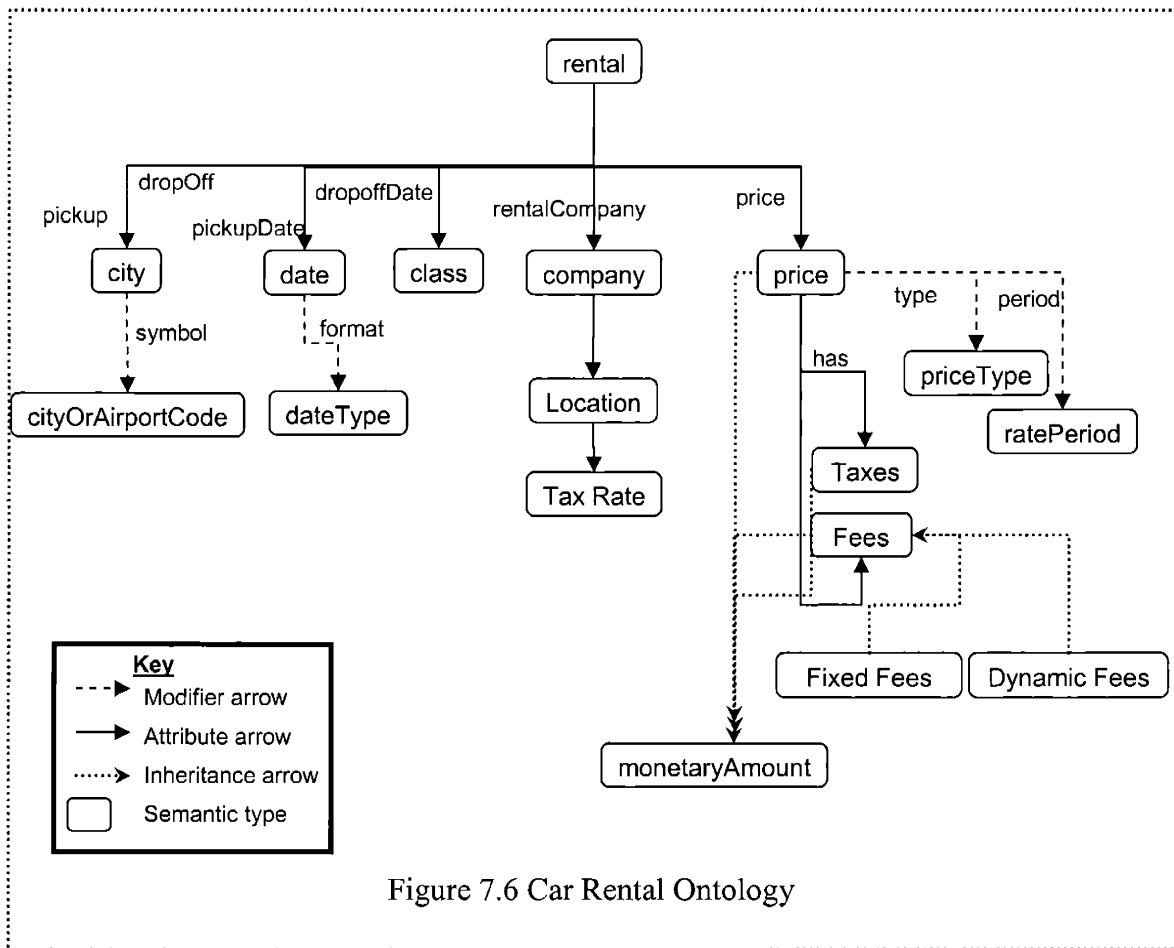 rental
dropOff
dropoffDate
price
rentalCompany
pickup
pickupDate
city
date
class
company
price
type
period
symbol
format
has
priceType
cityOrAirportCode
dateType
Location
ratePeriod
Taxes
Tax Rate
Fees
Key
Modifier arrow
Attribute arrow
Inheritance arrow
Semantic type
Fixed Fees
Dynamic Fees
monetaryAmount
Figure 7.6 Car Rental Ontology